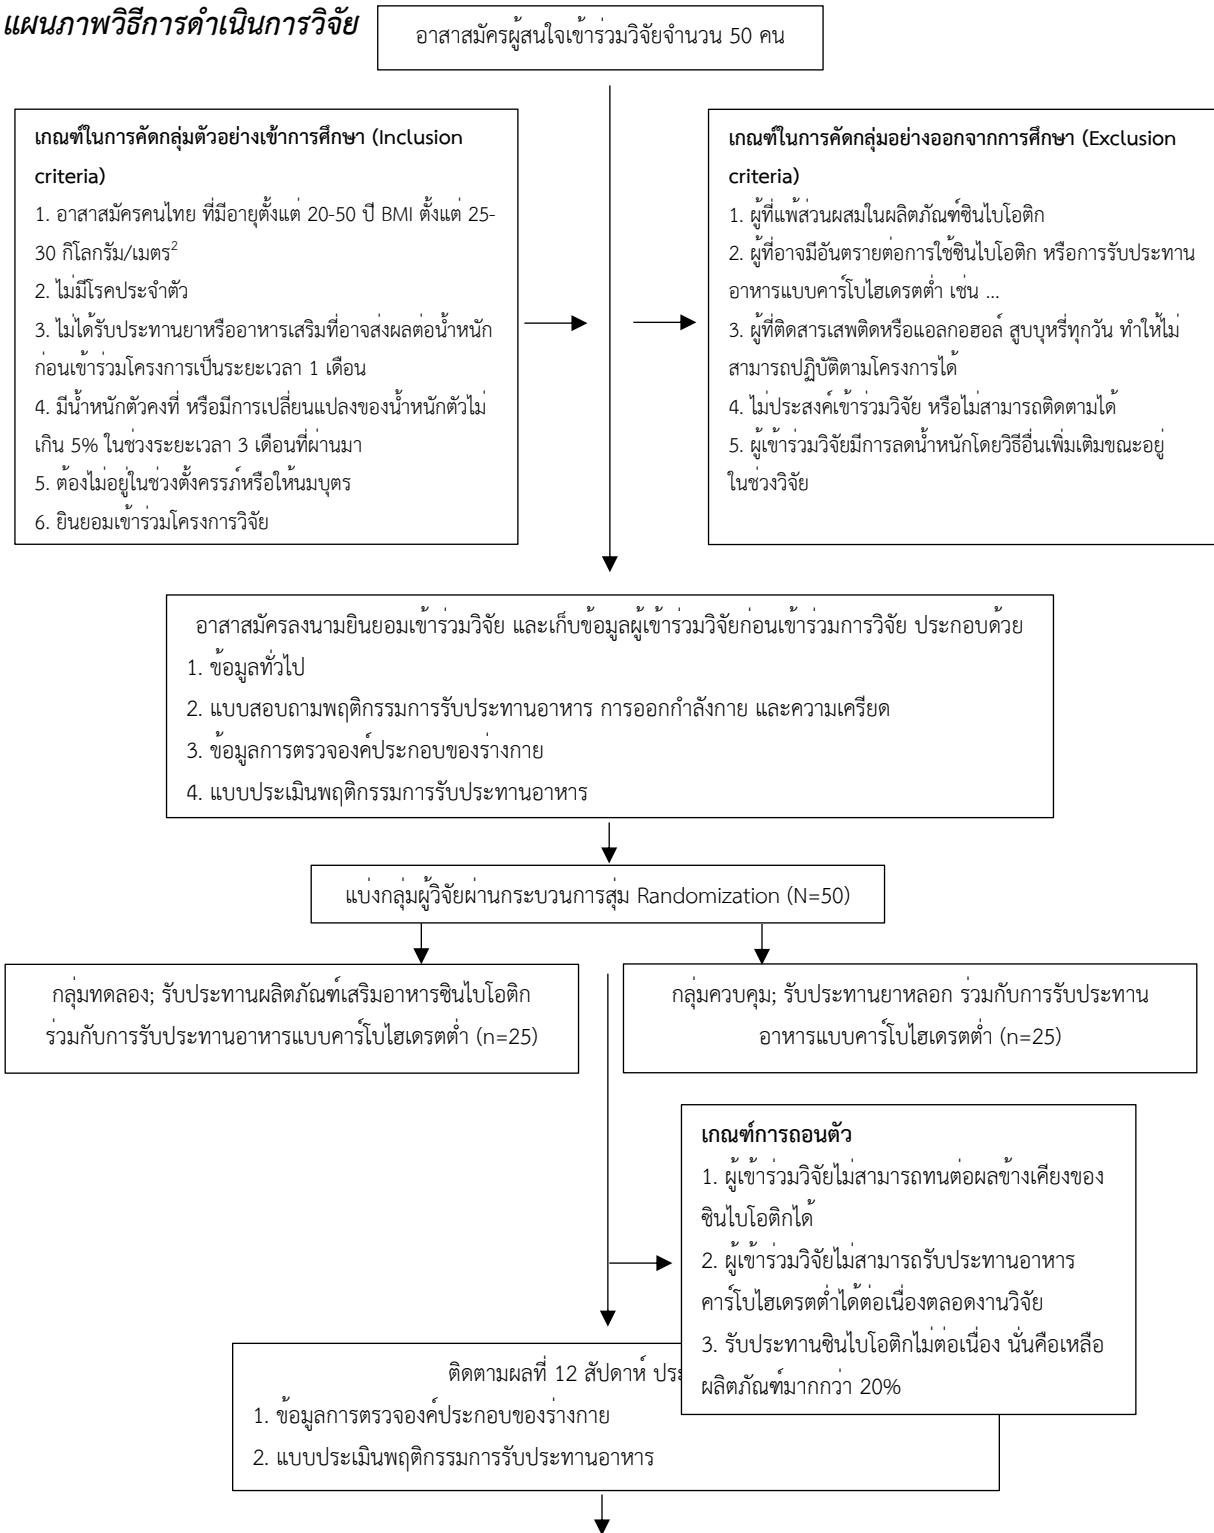 แผนภาพวิธีการดำเนินการวิจัย
อาสาสมัครผู้สนใจเข้าร่วมวิจัยจำนวน 50 คน
เกณฑ์ในการคัดกลุ่มตัวอย่างเข้าการศึกษา (Inclusion
criteria)
1. อาสาสมัครคนไทย ที่มีอายุตั้งแต่ 20-50 ปี BMI ตั้งแต่ 25-
30 กิโลกรัม/เมตร²
2. ไม่มีโรคประจำตัว
3. ไม่ได้รับประทานยาหรืออาหารเสริมที่อาจส่งผลต่อน้ำหนัก
ก่อนเข้าร่วมโครงการเป็นระยะเวลา 1 เดือน
4. มีน้ำหนักตัวคงที่ หรือมีการเปลี่ยนแปลงของน้ำหนักตัวไม่
เกิน 5% ในช่วงระยะเวลา 3 เดือนที่ผ่านมา
5. ต้องไม่อยู่ในช่วงตั้งครรภ์หรือให้นมบุตร
6. ยินยอมเข้าร่วมโครงการวิจัย
เกณฑ์ในการคัดกลุ่มอย่างออกจากการศึกษา (Exclusion
criteria)
1. ผู้ที่แพ้ส่วนผสมในผลิตภัณฑ์ซินไบโอติก
2. ผู้ที่อาจมีอันตรายต่อการใช้ซินไบโอติก หรือการรับประทาน
อาหารแบบคาร์โบไฮเดรตต่ำ เช่น ...
3. ผู้ที่ติดสารเสพติดหรือแอลกอฮอล์ สูบบุหรี่ทุกวัน ทำให้ไม่
สามารถปฏิบัติตามโครงการได้
4. ไม่ประสงค์เข้าร่วมวิจัย หรือไม่สามารถติดตามได้
5. ผู้เข้าร่วมวิจัยมีการลดน้ำหนักโดยวิธีอื่นเพิ่มเติมขณะอยู่
ในช่วงวิจัย
อาสาสมัครลงนามยินยอมเข้าร่วมวิจัย และเก็บข้อมูลผู้เข้าร่วมวิจัยก่อนเข้าร่วมการวิจัย ประกอบด้วย
1. ข้อมูลทั่วไป
2. แบบสอบถามพฤติกรรมการรับประทานอาหาร การออกกำลังกาย และความเครียด
3. ข้อมูลการตรวจองค์ประกอบของร่างกาย
4. แบบประเมินพฤติกรรมการรับประทานอาหาร
แบ่งกลุ่มผู้วิจัยผ่านกระบวนการสุ่ม Randomization (N=50)
กลุ่มทดลอง; รับประทานผลิตภัณฑ์เสริมอาหารซินไบโอติก
ร่วมกับการรับประทานอาหารแบบคาร์โบไฮเดรตต่ำ (n=25)
กลุ่มควบคุม; รับประทานยาหลอก ร่วมกับการรับประทาน
อาหารแบบคาร์โบไฮเดรตต่ำ (n=25)
เกณฑ์การถอนตัว
1. ผู้เข้าร่วมวิจัยไม่สามารถทนต่อผลข้างเคียงของ
ซินไบโอติกได้
2. ผู้เข้าร่วมวิจัยไม่สามารถรับประทานอาหาร
คาร์โบไฮเดรตต่ำได้ต่อเนื่องตลอดงานวิจัย
3. รับประทานซินไบโอติกไม่ต่อเนื่อง นั่นคือเหลือ
ผลิตภัณฑ์มากกว่า 20%
ติดตามผลที่ 12 สัปดาห์
1. ข้อมูลการตรวจองค์ประกอบของร่างกาย
2. แบบประเมินพฤติกรรมการรับประทานอาหาร